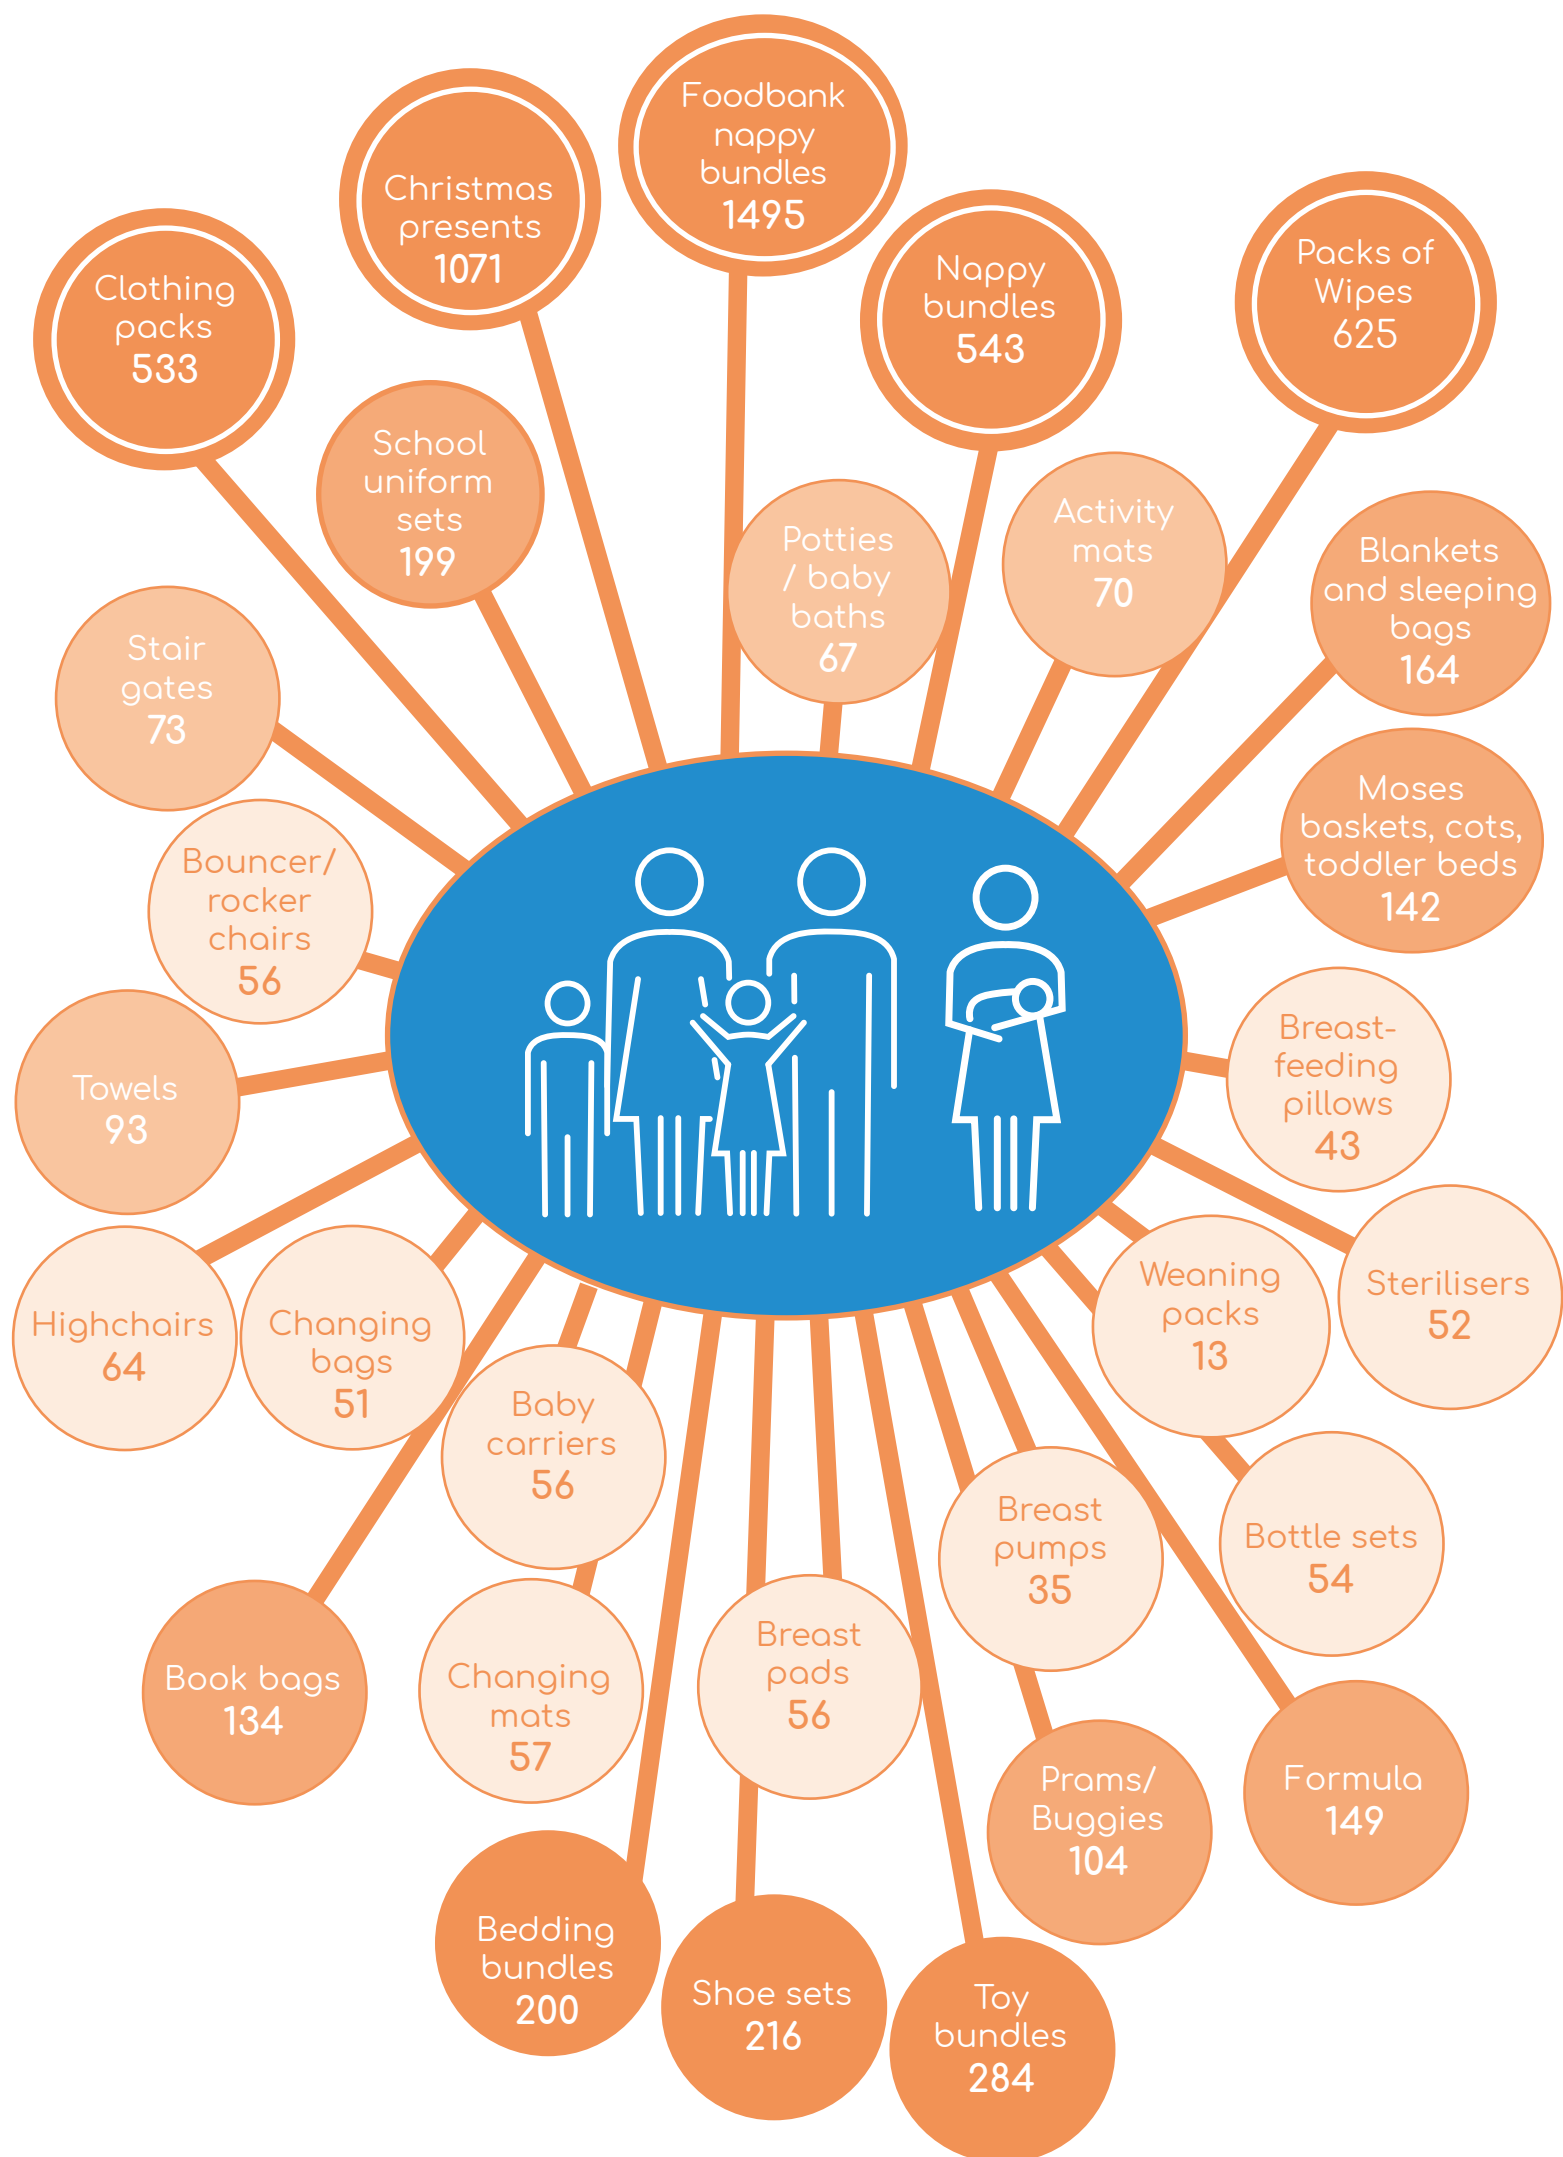 Foodbank
nappy
bundles
1495
Christmas
presents
1071
Clothing
packs
533
Nappy
bundles
543
Packs of
Wipes
625
School
uniform
sets
199
Potties
/ baby
baths
67
Activity
mats
70
Blankets
and sleeping
bags
164
Stair
gates
73
Moses
baskets, cots,
toddler beds
142
Bouncer/
rocker
chairs
56
Breast-
feeding
pillows
43
Towels
93
Highchairs
64
Changing
bags
51
Weaning
packs
13
Sterilisers
52
Baby
carriers
56
Breast
pumps
35
Bottle sets
54
Book bags
134
Changing
mats
57
Breast
pads
56
Prams/
Buggies
104
Formula
149
Bedding
bundles
200
Shoe sets
216
Toy
bundles
284